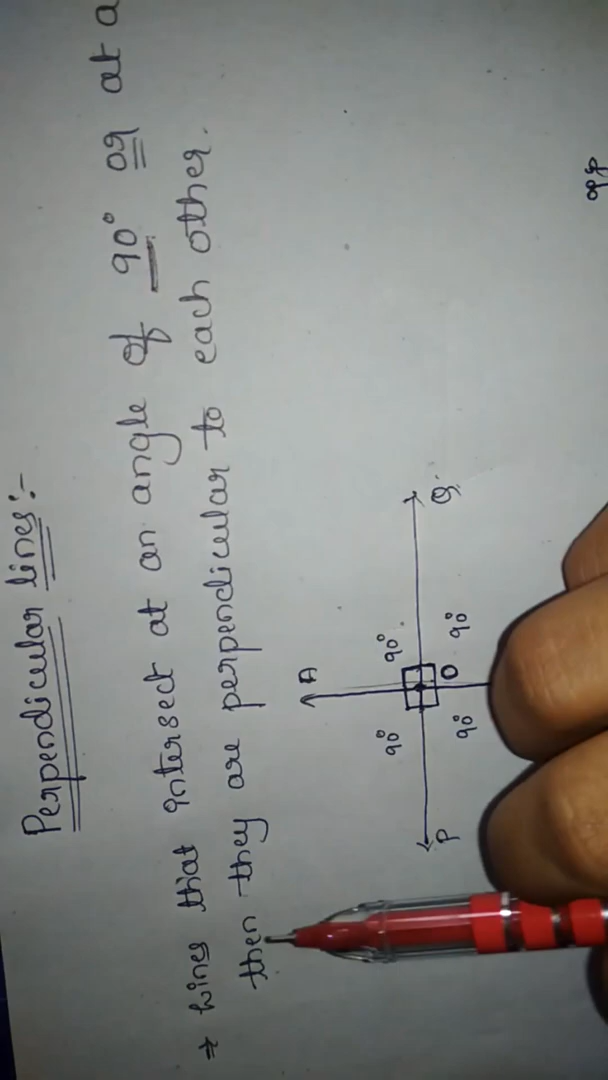 Perpendicular lines:-
→ Lines that intersect at an angle of 90° or at a
then they are perpendicular to each other.
A
90° 90°
P O Q
90° 90°